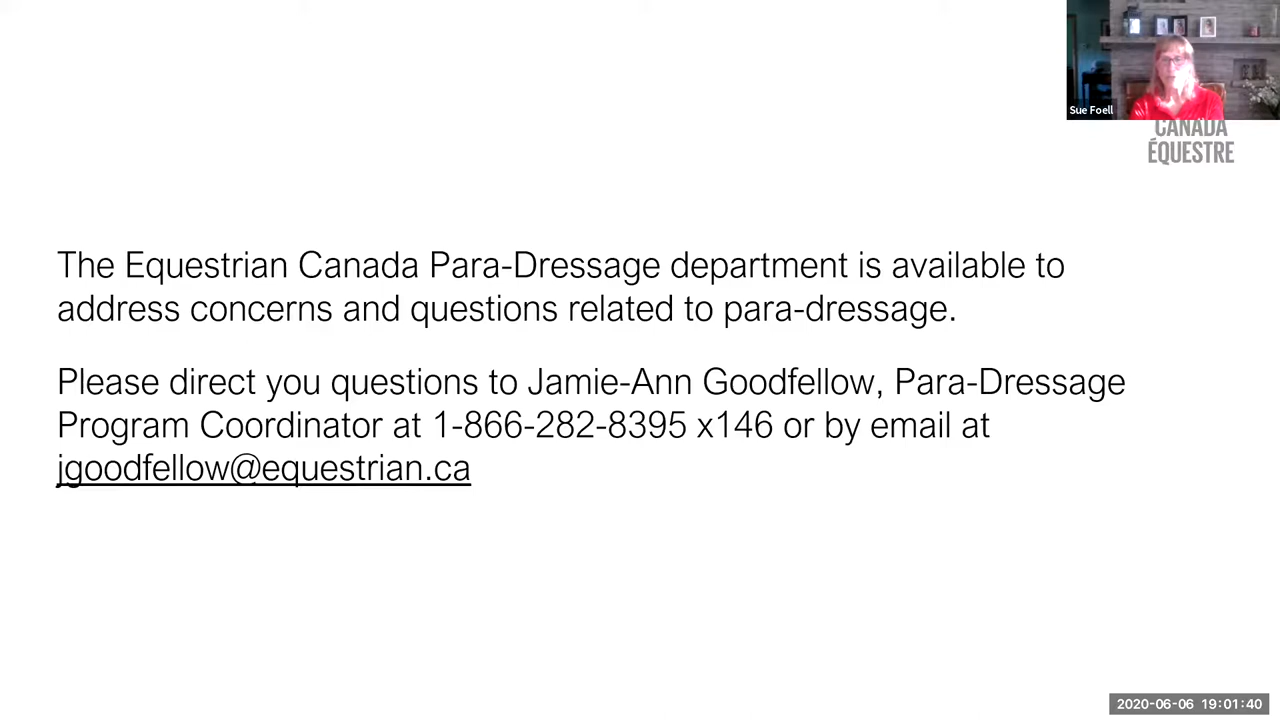 Sue Foell
CANADA
ÉQUESTRE
The Equestrian Canada Para-Dressage department is available to
address concerns and questions related to para-dressage.
Please direct you questions to Jamie-Ann Goodfellow, Para-Dressage
Program Coordinator at 1-866-282-8395 x146 or by email at
jgoodfellow@equestrian.ca
2020-06-06 19:01:40